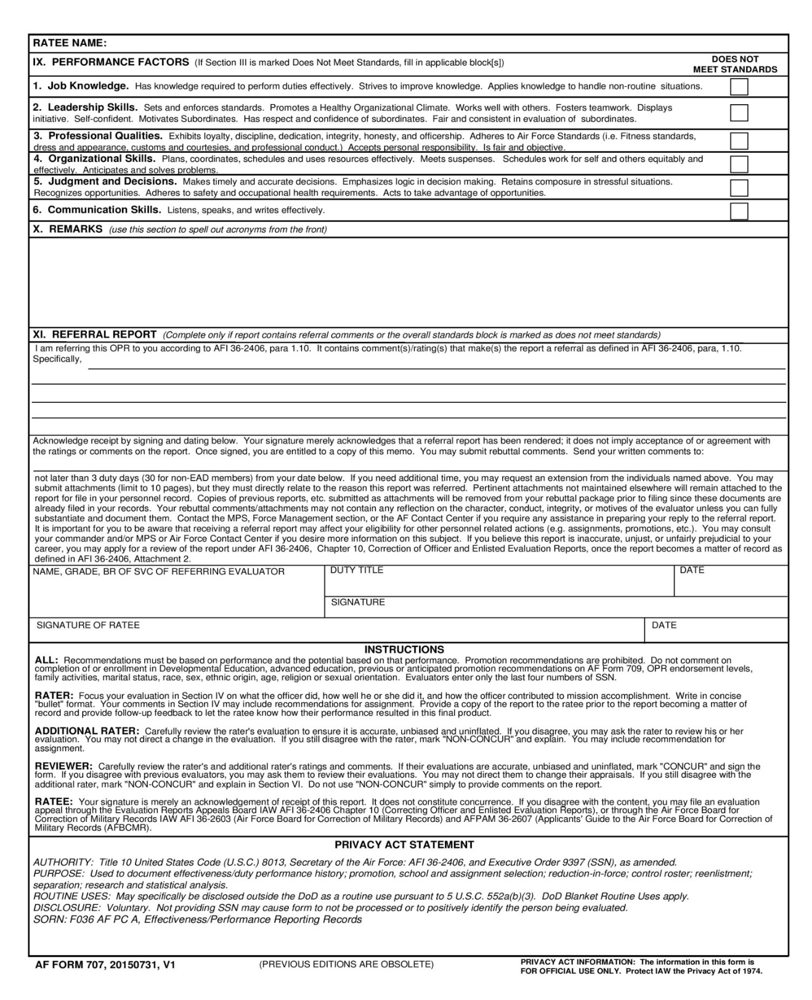 RATEE NAME:
IX. PERFORMANCE FACTORS (If Section III is marked Does Not Meet Standards, fill in applicable block[s])
DOES NOT
MEET STANDARDS
1. Job Knowledge. Has knowledge required to perform duties effectively. Strives to improve knowledge. Applies knowledge to handle non-routine situations.
2. Leadership Skills. Sets and enforces standards. Promotes a Healthy Organizational Climate. Works well with others. Fosters teamwork. Displays
initiative. Self-confident. Motivates Subordinates. Has respect and confidence of subordinates. Fair and consistent in evaluation of subordinates.
3. Professional Qualities. Exhibits loyalty, discipline, dedication, integrity, honesty, and officership. Adheres to Air Force Standards (i.e. Fitness standards,
dress and appearance, customs and courtesies, and professional conduct.) Accepts personal responsibility. Is fair and objective.
4. Organizational Skills. Plans, coordinates, schedules and uses resources effectively. Meets suspenses. Schedules work for self and others equitably and
effectively. Anticipates and solves problems.
5. Judgment and Decisions. Makes timely and accurate decisions. Emphasizes logic in decision making. Retains composure in stressful situations.
Recognizes opportunities. Adheres to safety and occupational health requirements. Acts to take advantage of opportunities.
6. Communication Skills. Listens, speaks, and writes effectively.
X. REMARKS (use this section to spell out acronyms from the front)
XI. REFERRAL REPORT (Complete only if report contains referral comments or the overall standards block is marked as does not meet standards)
I am referring this OPR to you according to AFI 36-2406, para 1.10. It contains comment(s)/rating(s) that make(s) the report a referral as defined in AFI 36-2406, para, 1.10.
Specifically,
Acknowledge receipt by signing and dating below. Your signature merely acknowledges that a referral report has been rendered; it does not imply acceptance of or agreement with
the ratings or comments on the report. Once signed, you are entitled to a copy of this memo. You may submit rebuttal comments. Send your written comments to:
not later than 3 duty days (30 for non-EAD members) from your date below. If you need additional time, you may request an extension from the individuals named above. You may
submit attachments (limit to 10 pages), but they must directly relate to the reason this report was referred. Pertinent attachments not maintained elsewhere will remain attached to the
report for file in your personnel record. Copies of previous reports, etc. submitted as attachments will be removed from your rebuttal package prior to filing since these documents are
already filed in your records. Your rebuttal comments/attachments may not contain any reflection on the character, conduct, integrity, or motives of the evaluator unless you can fully
substantiate and document them. Contact the MPS, Force Management section, or the AF Contact Center if you require any assistance in preparing your reply to the referral report.
It is important for you to be aware that receiving a referral report may affect your eligibility for other personnel related actions (e.g. assignments, promotions, etc.). You may consult
your commander and/or MPS or Air Force Contact Center if you desire more information on this subject. If you believe this report is inaccurate, unjust, or unfairly prejudicial to your
career, you may apply for a review of the report under AFI 36-2406, Chapter 10, Correction of Officer and Enlisted Evaluation Reports, once the report becomes a matter of record as
defined in AFI 36-2406, Attachment 2.
NAME, GRADE, BR OF SVC OF REFERRING EVALUATOR
DUTY TITLE
DATE
SIGNATURE
SIGNATURE OF RATEE
DATE
INSTRUCTIONS
ALL: Recommendations must be based on performance and the potential based on that performance. Promotion recommendations are prohibited. Do not comment on
completion of or enrollment in Developmental Education, advanced education, previous or anticipated promotion recommendations on AF Form 709, OPR endorsement levels,
family activities, marital status, race, sex, ethnic origin, age, religion or sexual orientation. Evaluators enter only the last four numbers of SSN.
RATER: Focus your evaluation in Section IV on what the officer did, how well he or she did it, and how the officer contributed to mission accomplishment. Write in concise
"bullet" format. Your comments in Section IV may include recommendations for assignment. Provide a copy of the report to the ratee prior to the report becoming a matter of
record and provide follow-up feedback to let the ratee know how their performance resulted in this final product.
ADDITIONAL RATER: Carefully review the rater's evaluation to ensure it is accurate, unbiased and uninflated. If you disagree, you may ask the rater to review his or her
evaluation. You may not direct a change in the evaluation. If you still disagree with the rater, mark "NON-CONCUR" and explain. You may include recommendation for
assignment.
REVIEWER: Carefully review the rater's and additional rater's ratings and comments. If their evaluations are accurate, unbiased and uninflated, mark "CONCUR" and sign the
form. If you disagree with previous evaluators, you may ask them to review their evaluations. You may not direct them to change their appraisals. If you still disagree with the
additional rater, mark "NON-CONCUR" and explain in Section VI. Do not use "NON-CONCUR" simply to provide comments on the report.
RATEE: Your signature is merely an acknowledgement of receipt of this report. It does not constitute concurrence. If you disagree with the content, you may file an evaluation
appeal through the Evaluation Reports Appeals Board IAW AFI 36-2406 Chapter 10 (Correcting Officer and Enlisted Evaluation Reports), or through the Air Force Board for
Correction of Military Records IAW AFI 36-2603 (Air Force Board for Correction of Military Records) and AFPAM 36-2607 (Applicants' Guide to the Air Force Board for Correction of
Military Records (AFBCMR).
PRIVACY ACT STATEMENT
AUTHORITY: Title 10 United States Code (U.S.C.) 8013, Secretary of the Air Force: AFI 36-2406, and Executive Order 9397 (SSN), as amended.
PURPOSE: Used to document effectiveness/duty performance history; promotion, school and assignment selection; reduction-in-force; control roster; reenlistment;
separation; research and statistical analysis.
ROUTINE USES: May specifically be disclosed outside the DoD as a routine use pursuant to 5 U.S.C. 552a(b)(3). DoD Blanket Routine Uses apply.
DISCLOSURE: Voluntary. Not providing SSN may cause form to not be processed or to positively identify the person being evaluated.
SORN: F036 AF PC A, Effectiveness/Performance Reporting Records
AF FORM 707, 20150731, V1
(PREVIOUS EDITIONS ARE OBSOLETE)
PRIVACY ACT INFORMATION: The information in this form is
FOR OFFICIAL USE ONLY. Protect IAW the Privacy Act of 1974.